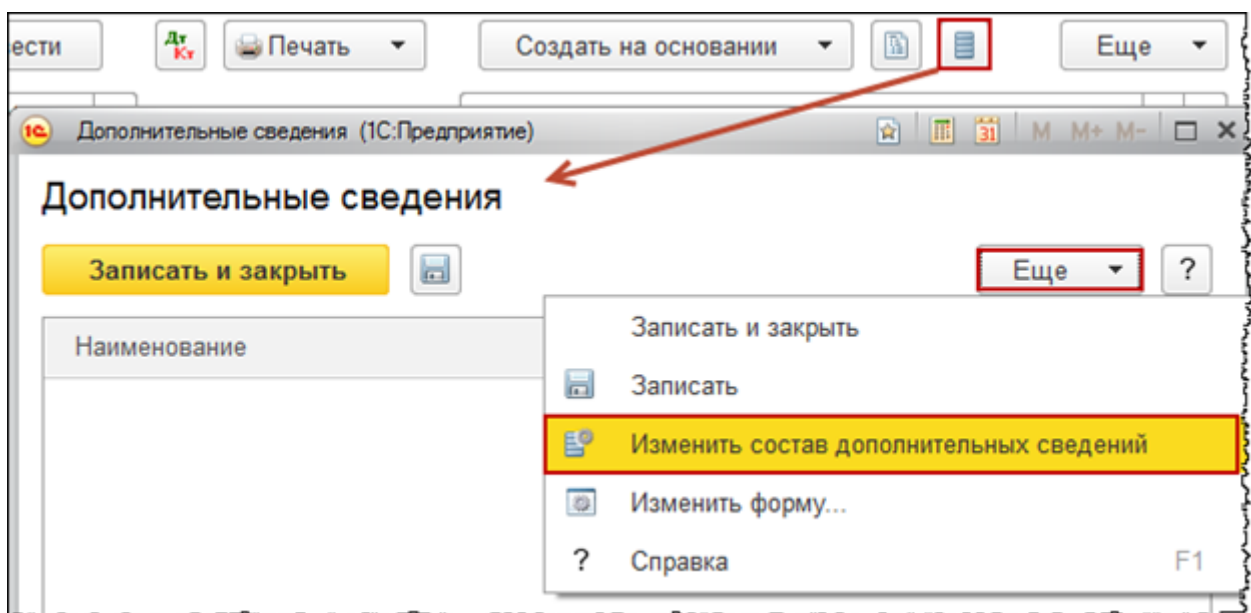 ести Дт Кт Печать Создать на основании Еще
1С Дополнительные сведения (1С:Предприятие) 31 M M+ M-
Дополнительные сведения
Записать и закрыть Еще ?
Наименование
Записать и закрыть
Записать
Изменить состав дополнительных сведений
Изменить форму...
? Справка F1